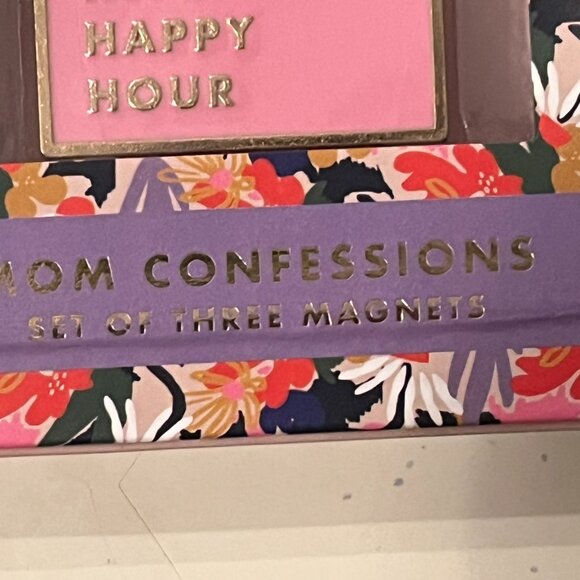 HAPPY
HOUR
MOM CONFESSIONS
SET OF THREE MAGNETS